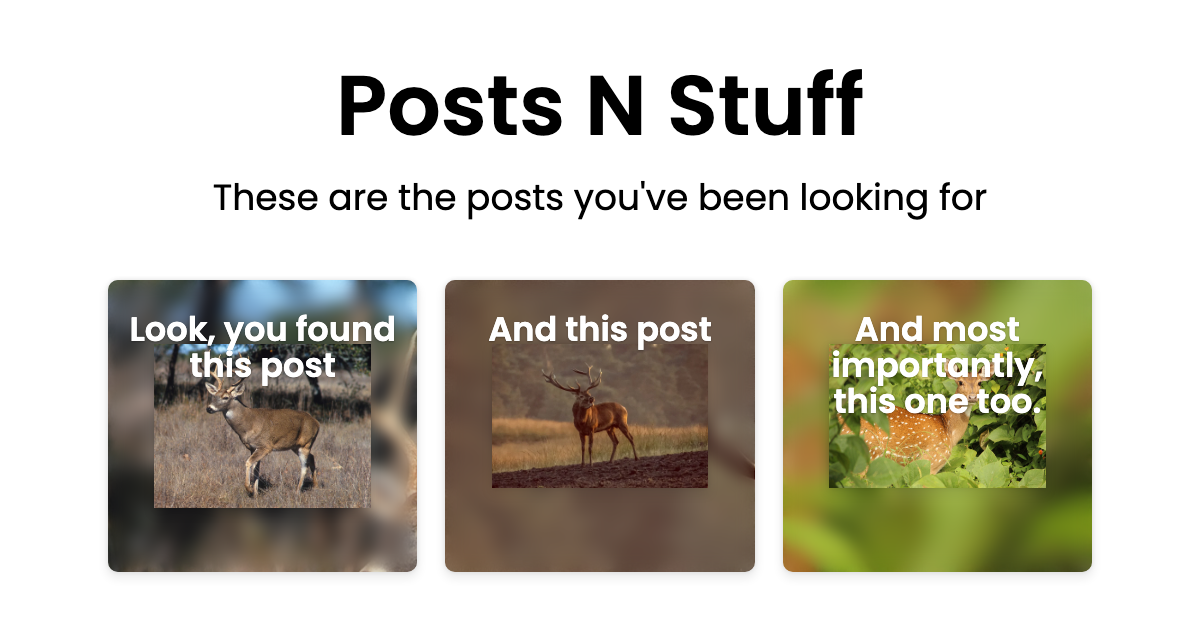 Posts N Stuff
These are the posts you've been looking for
Look, you found
this post
And this post
And most
importantly,
this one too.